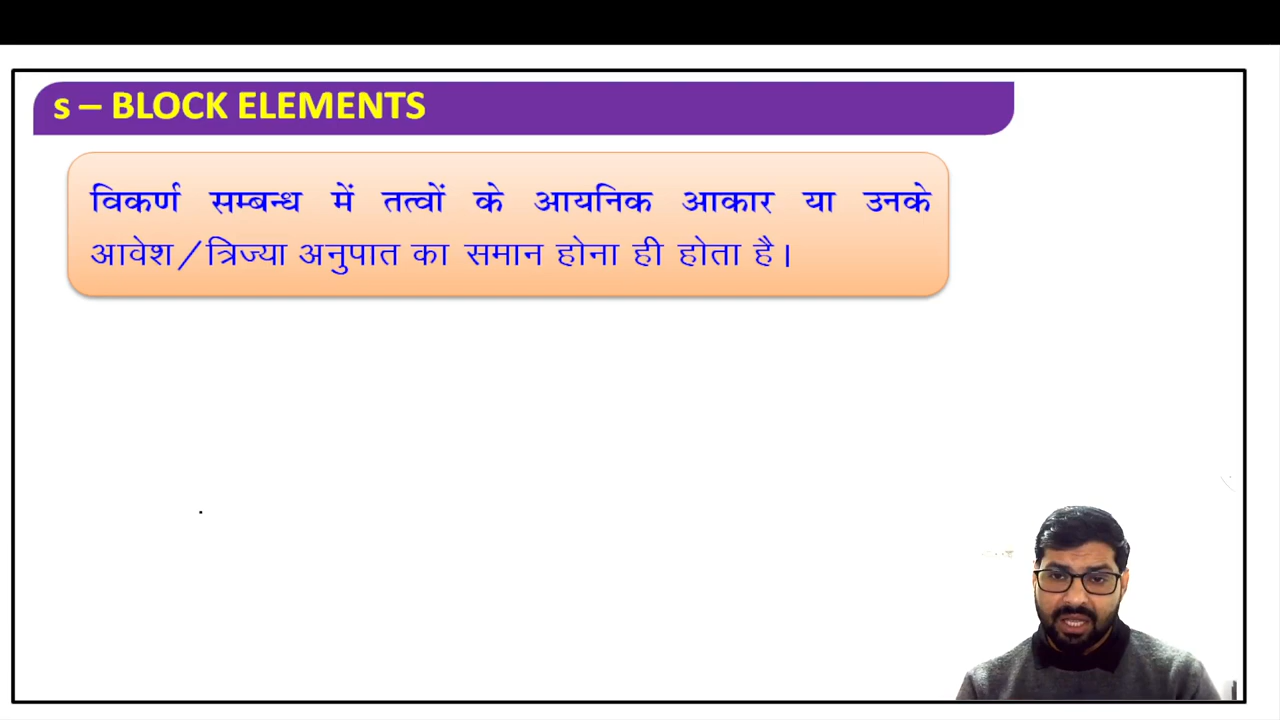 s – BLOCK ELEMENTS
विकर्ण सम्बन्ध में तत्वों के आयनिक आकार या उनके
आवेश/त्रिज्या अनुपात का समान होना ही होता है।